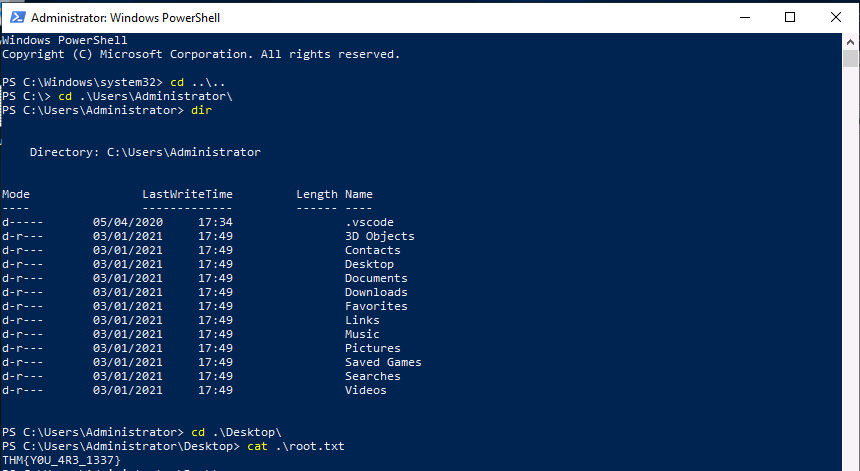 Administrator: Windows PowerShell
Windows PowerShell
Copyright (C) Microsoft Corporation. All rights reserved.
PS C:\Windows\system32> cd ..\..
PS C:\> cd .\Users\Administrator\
PS C:\Users\Administrator> dir
Directory: C:\Users\Administrator
Mode LastWriteTime Length Name
---- ------------- ------ ----
d----- 05/04/2020 17:34 .vscode
d-r--- 03/01/2021 17:49 3D Objects
d-r--- 03/01/2021 17:49 Contacts
d-r--- 03/01/2021 17:49 Desktop
d-r--- 03/01/2021 17:49 Documents
d-r--- 03/01/2021 17:49 Downloads
d-r--- 03/01/2021 17:49 Favorites
d-r--- 03/01/2021 17:49 Links
d-r--- 03/01/2021 17:49 Music
d-r--- 03/01/2021 17:49 Pictures
d-r--- 03/01/2021 17:49 Saved Games
d-r--- 03/01/2021 17:49 Searches
d-r--- 03/01/2021 17:49 Videos
PS C:\Users\Administrator> cd .\Desktop\
PS C:\Users\Administrator\Desktop> cat .\root.txt
THM{Y0U_4R3_1337}